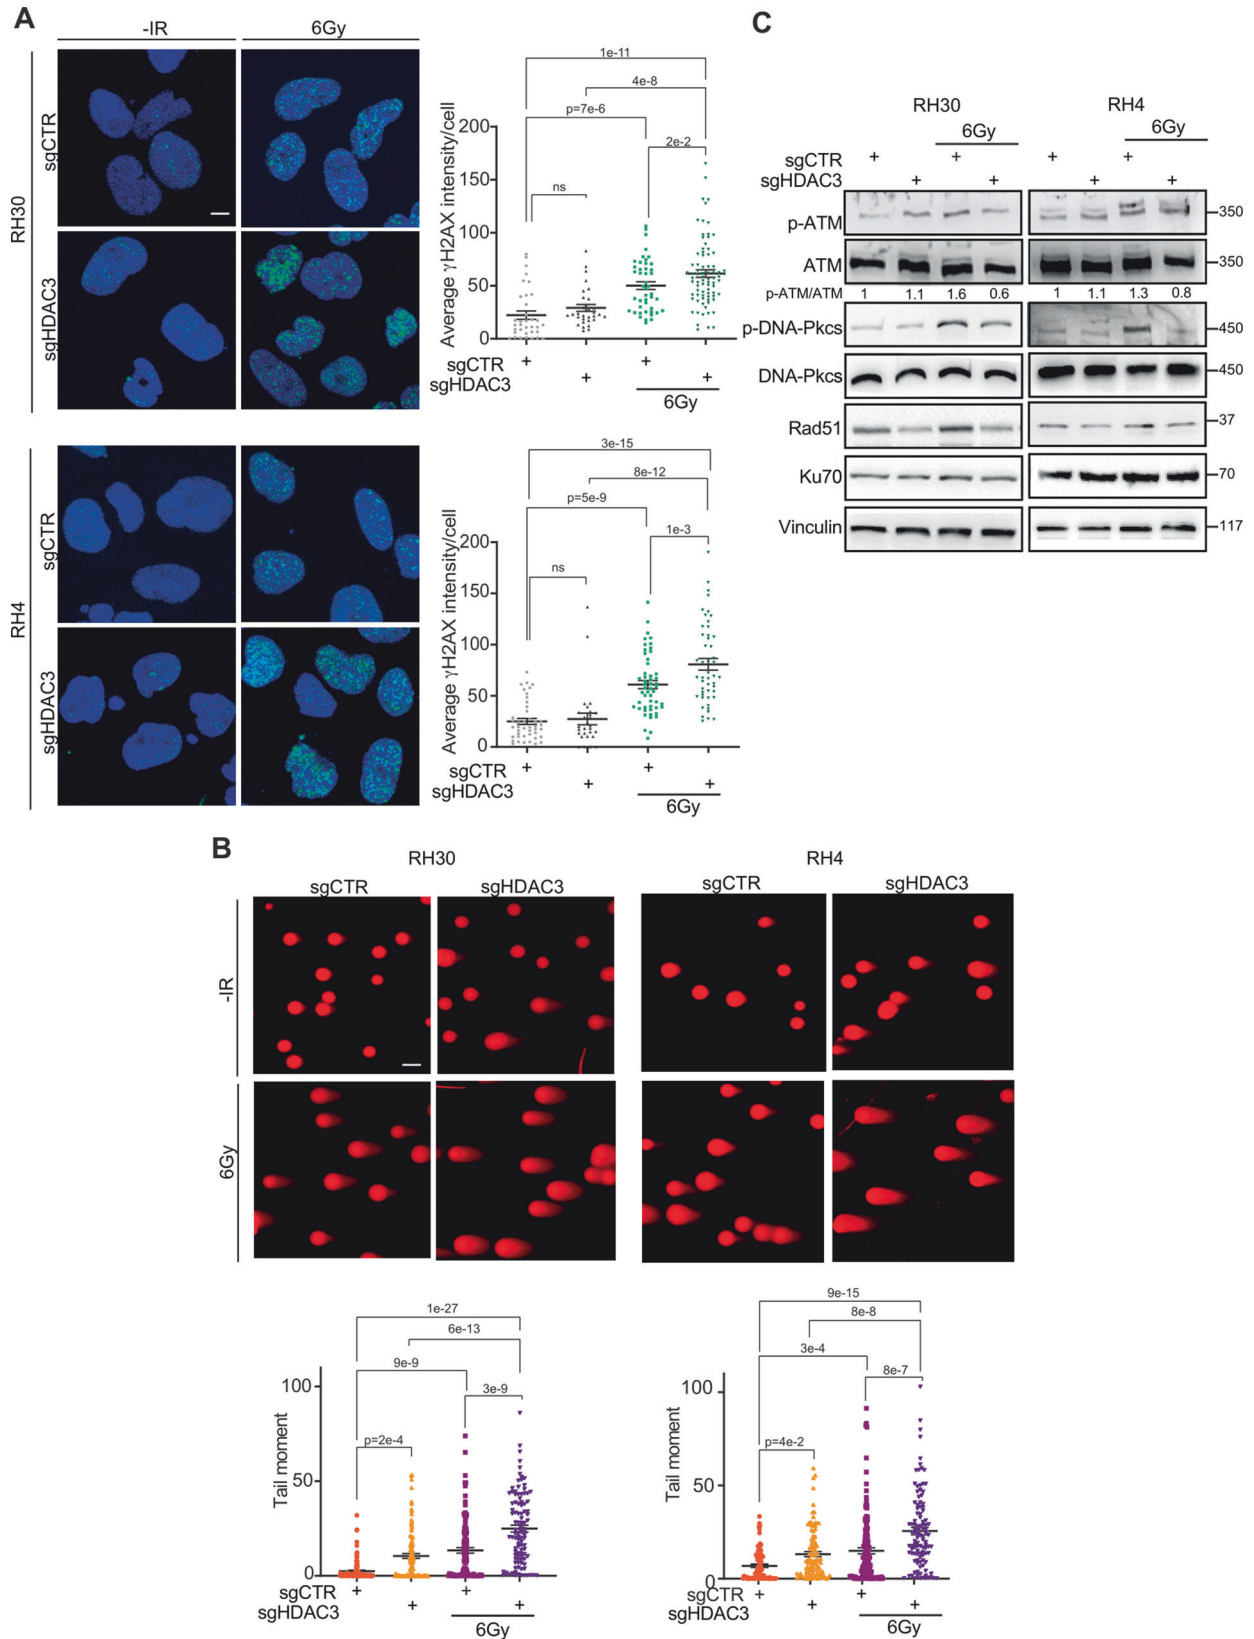 A
-IR 6Gy
RH30
sgCTR
sgHDAC3
1e-11
4e-8
p=7e-6
2e-2
ns
Average γH2AX intensity/cell
200
150
100
50
0
sgCTR + +
sgHDAC3 + +
6Gy
RH4
sgCTR
sgHDAC3
3e-15
8e-12
p=5e-9
1e-3
ns
Average γH2AX intensity/cell
200
150
100
50
0
sgCTR + +
sgHDAC3 + +
6Gy
C
RH30 RH4
6Gy 6Gy
sgCTR + + + +
sgHDAC3 + + + +
p-ATM 350
ATM 350
p-ATM/ATM 1 1.1 1.6 0.6 1 1.1 1.3 0.8
p-DNA-Pkcs 450
DNA-Pkcs 450
Rad51 37
Ku70 70
Vinculin 117
B
RH30 RH4
sgCTR sgHDAC3 sgCTR sgHDAC3
-IR
6Gy
1e-27
6e-13
9e-9
3e-9
p=2e-4
Tail moment
100
50
0
sgCTR + +
sgHDAC3 + +
6Gy
9e-15
8e-8
3e-4
8e-7
p=4e-2
Tail moment
100
50
0
sgCTR + +
sgHDAC3 + +
6Gy